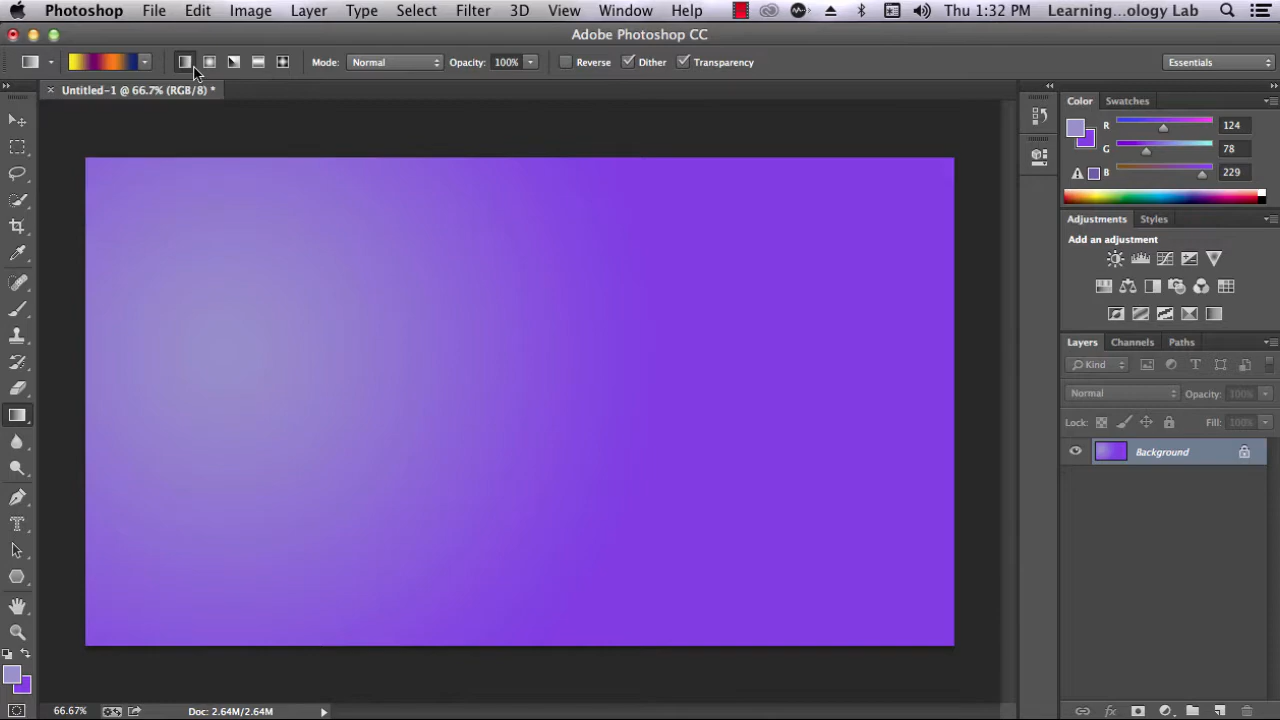 Photoshop File Edit Image Layer Type Select Filter 3D View Window Help Thu 1:32 PM Learning...ology Lab
Adobe Photoshop CC
Mode: Normal Opacity: 100% Reverse Dither Transparency Essentials
Untitled-1 @ 66.7% (RGB/8) *
Color Swatches
R 124
G 78
B 229
Adjustments Styles
Add an adjustment
Layers Channels Paths
Kind
Normal Opacity: 100%
Lock: Fill: 100%
Background
66.67% Doc: 2.64M/2.64M